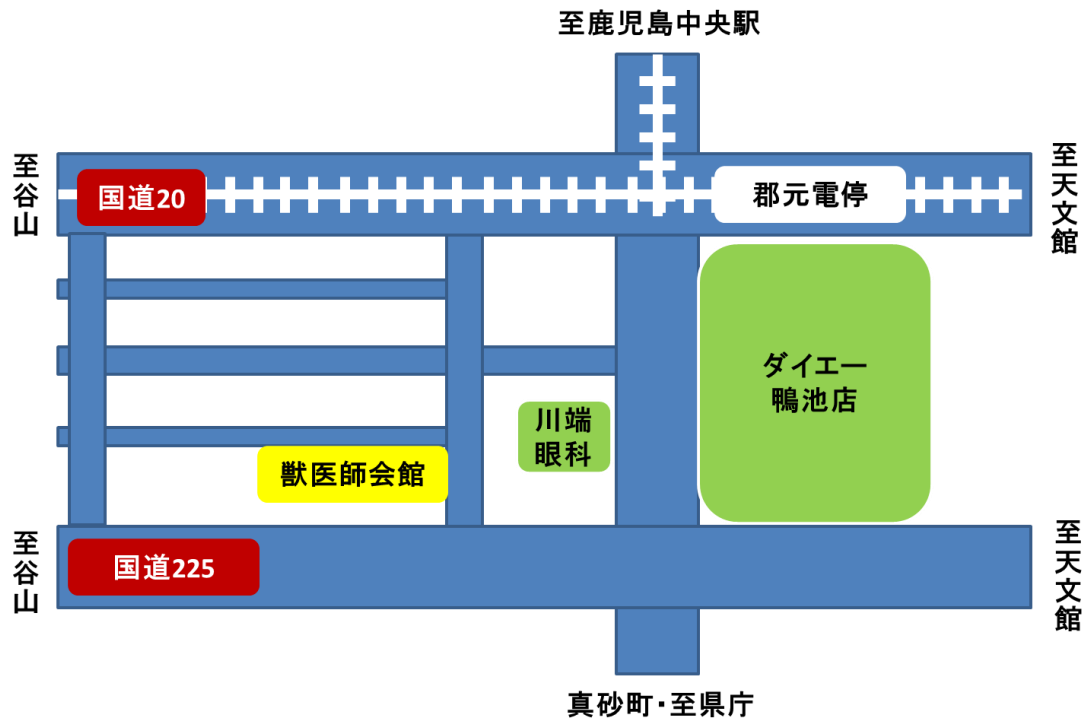 至鹿児島中央駅
至谷山
国道20
郡元電停
至天文館
ダイエー
鴨池店
川端
眼科
獣医師会館
至谷山
国道225
至天文館
真砂町・至県庁